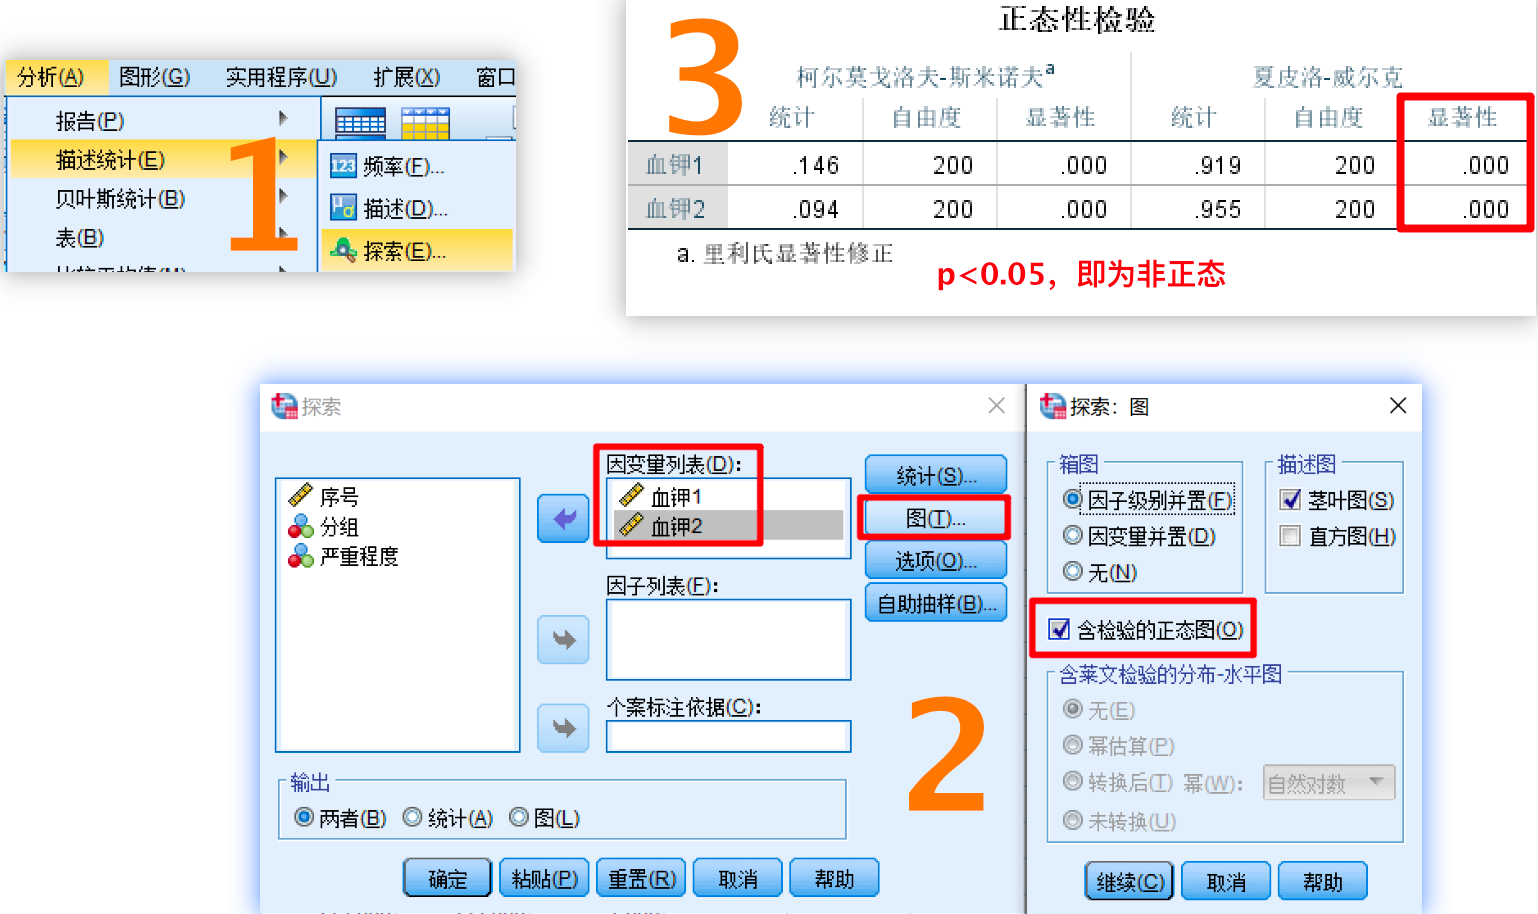 分析(A) 图形(G) 实用程序(U) 扩展(X) 窗口
报告(P)
描述统计(E)
贝叶斯统计(B)
表(B)
1
123 频率(F)...
描述(D)...
探索(E)...
3
正态性检验
柯尔莫戈洛夫-斯米诺夫a 夏皮洛-威尔克
统计 自由度 显著性 统计 自由度 显著性
血钾1 .146 200 .000 .919 200 .000
血钾2 .094 200 .000 .955 200 .000
a. 里利氏显著性修正
p<0.05，即为非正态
探索
序号
分组
严重程度
因变量列表(D):
血钾1
血钾2
因子列表(F):
个案标注依据(C):
统计(S)...
图(T)...
选项(O)...
自助抽样(B)...
输出
两者(B) 统计(A) 图(L)
确定 粘贴(P) 重置(R) 取消 帮助
2
探索：图
箱图
因子级别并置(F)
因变量并置(D)
无(N)
描述图
茎叶图(S)
直方图(H)
含检验的正态图(O)
含莱文检验的分布-水平图
无(E)
幂估算(P)
转换后(T) 幂(W): 自然对数
未转换(U)
继续(C) 取消 帮助